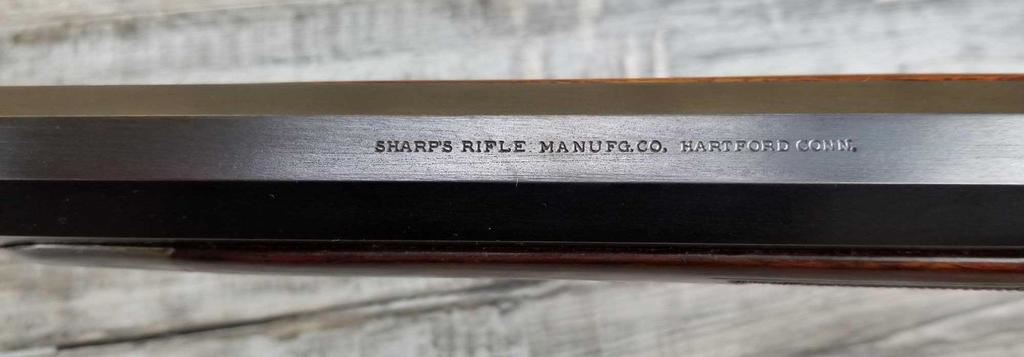 SHARP'S RIFLE MANUFG. CO. HARTFORD CONN.